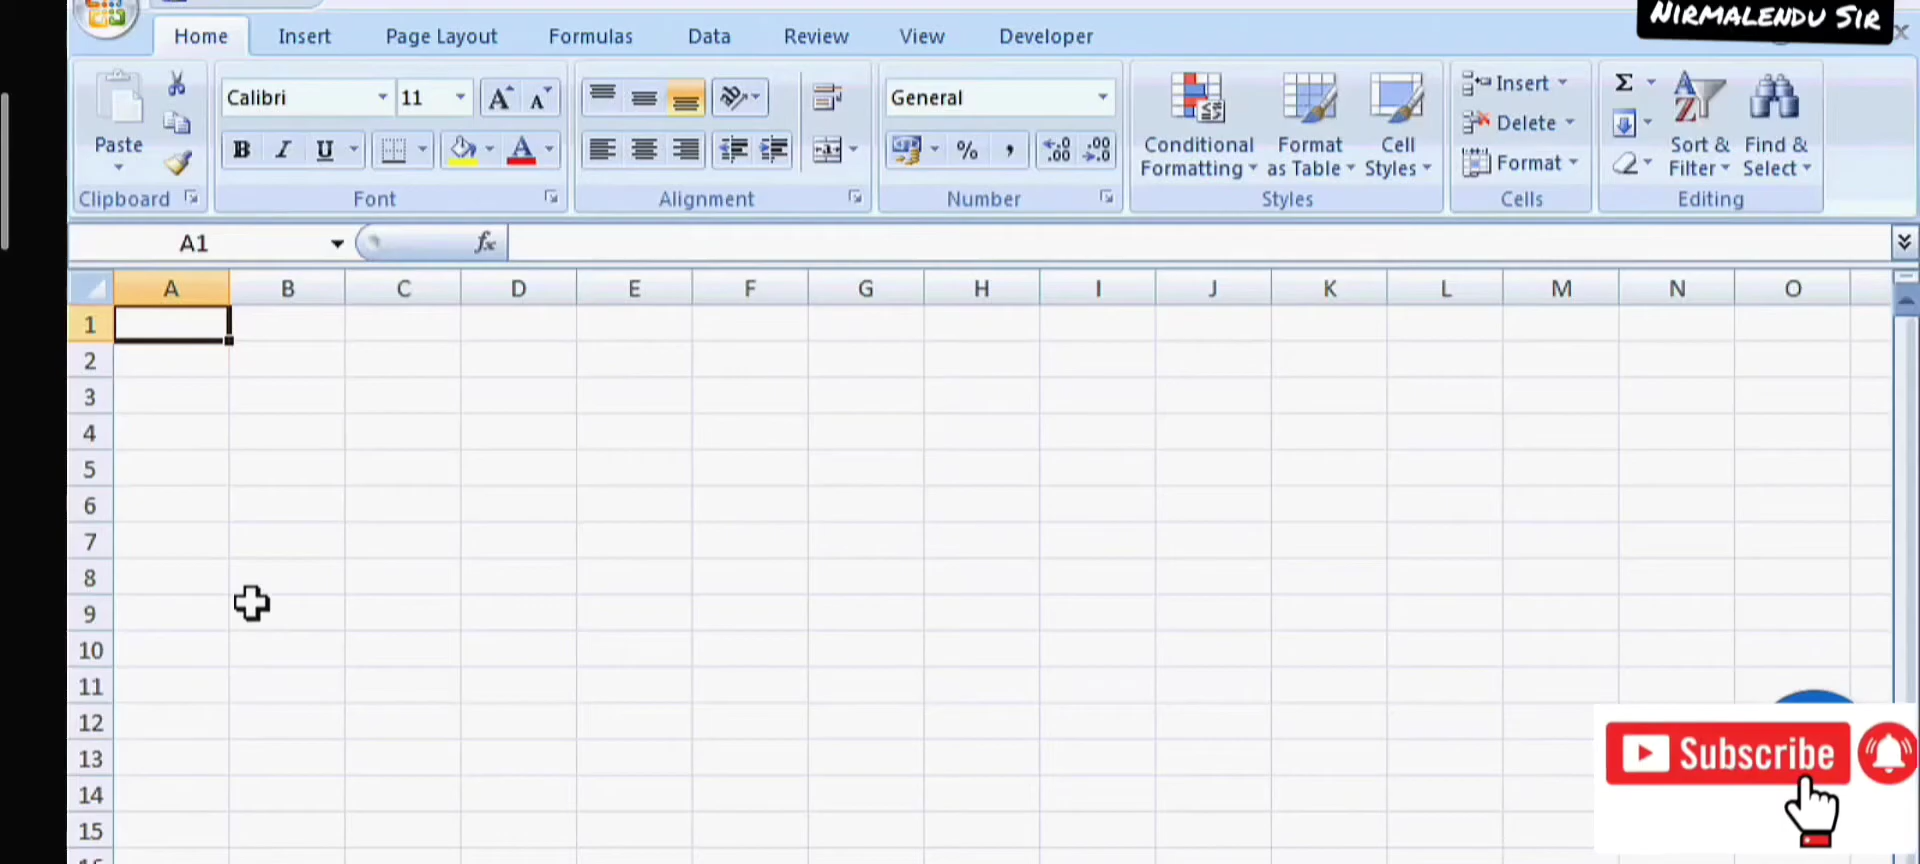 NIRMALENDU SIR
Home Insert Page Layout Formulas Data Review View Developer
Calibri 11 A A General Σ
Insert
Delete
Format
Paste
B I U A % ,
.00 .00
Conditional Formatting
Format as Table
Cell Styles
Sort & Filter
Find & Select
Clipboard Font Alignment Number Styles Cells Editing
A1 fx
A B C D E F G H I J K L M N O
1
2
3
4
5
6
7
8
9
10
11
12
13
14
15
Subscribe